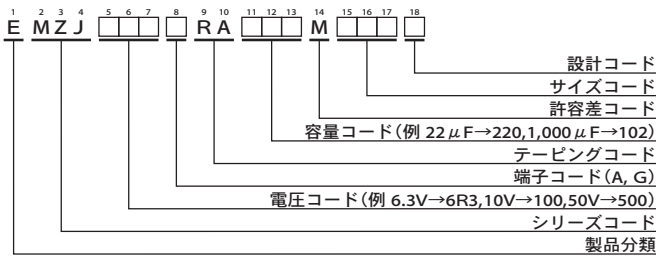 1 2 3 4 5 6 7 8 9 10 11 12 13 14 15 16 17 18
E MZJ □□□ □ RA □□□ M □□□ □
設計コード
サイズコード
許容差コード
容量コード(例 22μF→220,1,000μF→102)
テーピングコード
端子コード(A, G)
電圧コード(例 6.3V→6R3,10V→100,50V→500)
シリーズコード
製品分類